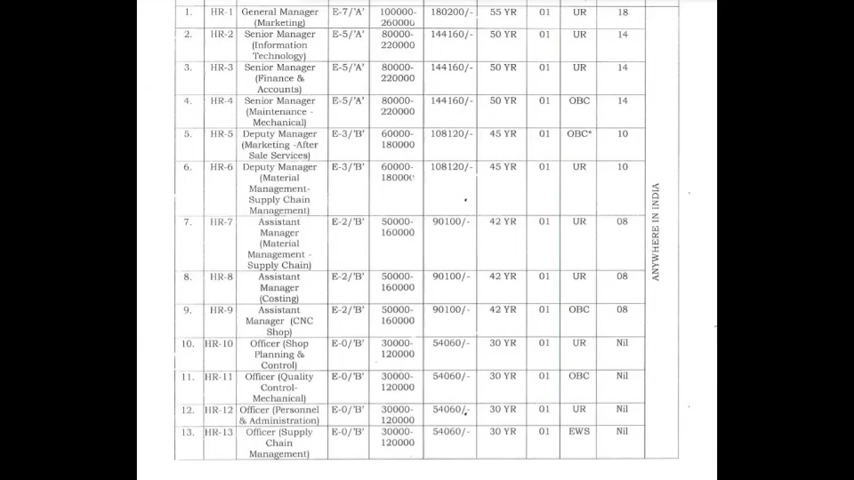 1. HR-1 General Manager (Marketing) E-7/'A' 100000-260000 180200/- 55 YR 01 UR 18
2. HR-2 Senior Manager (Information Technology) E-5/'A' 80000-220000 144160/- 50 YR 01 UR 14
3. HR-3 Senior Manager (Finance & Accounts) E-5/'A' 80000-220000 144160/- 50 YR 01 UR 14
4. HR-4 Senior Manager (Maintenance - Mechanical) E-5/'A' 80000-220000 144160/- 50 YR 01 OBC 14
5. HR-5 Deputy Manager (Marketing -After Sale Services) E-3/'B' 60000-180000 108120/- 45 YR 01 OBC* 10
6. HR-6 Deputy Manager (Material Management-Supply Chain Management) E-3/'B' 60000-180000 108120/- 45 YR 01 UR 10
7. HR-7 Assistant Manager (Material Management - Supply Chain) E-2/'B' 50000-160000 90100/- 42 YR 01 UR 08
8. HR-8 Assistant Manager (Costing) E-2/'B' 50000-160000 90100/- 42 YR 01 UR 08
9. HR-9 Assistant Manager (CNC Shop) E-2/'B' 50000-160000 90100/- 42 YR 01 OBC 08
10. HR-10 Officer (Shop Planning & Control) E-0/'B' 30000-120000 54060/- 30 YR 01 UR Nil
11. HR-11 Officer (Quality Control-Mechanical) E-0/'B' 30000-120000 54060/- 30 YR 01 OBC Nil
12. HR-12 Officer (Personnel & Administration) E-0/'B' 30000-120000 54060/- 30 YR 01 UR Nil
13. HR-13 Officer (Supply Chain Management) E-0/'B' 30000-120000 54060/- 30 YR 01 EWS Nil
ANYWHERE IN INDIA